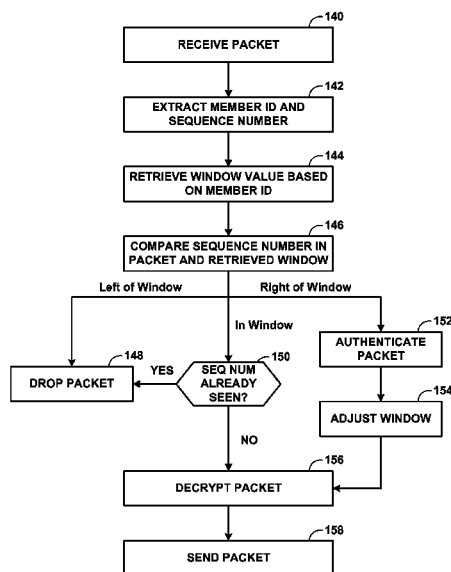 140
RECEIVE PACKET
142
EXTRACT MEMBER ID AND
SEQUENCE NUMBER
144
RETRIEVE WINDOW VALUE BASED
ON MEMBER ID
146
COMPARE SEQUENCE NUMBER IN
PACKET AND RETRIEVED WINDOW
Left of Window
Right of Window
In Window
148
DROP PACKET
YES
150
SEQ NUM
ALREADY
SEEN?
NO
152
AUTHENTICATE
PACKET
154
ADJUST WINDOW
156
DECRYPT PACKET
158
SEND PACKET